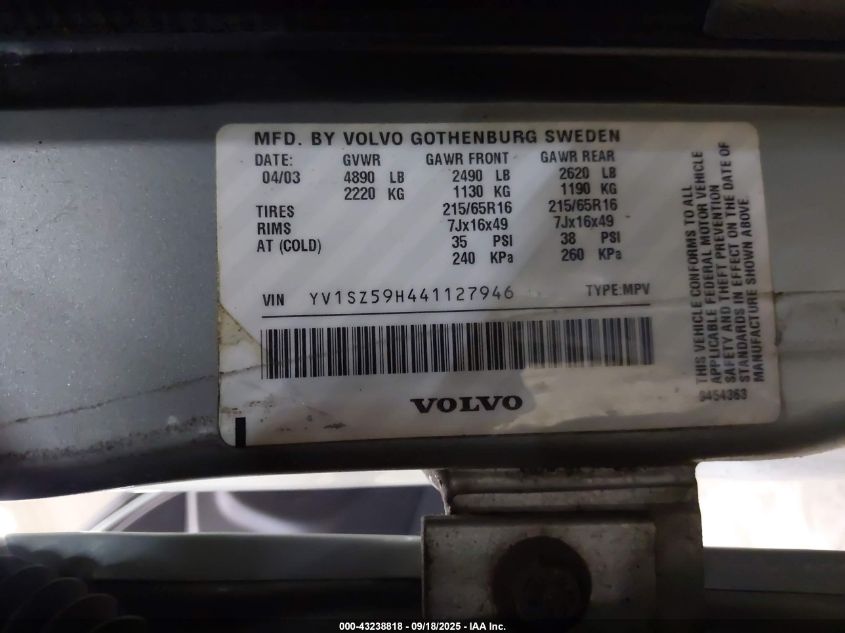 MFD. BY VOLVO GOTHENBURG SWEDEN
DATE: GVWR GAWR FRONT GAWR REAR
04/03 4890 LB 2490 LB 2620 LB
2220 KG 1130 KG 1190 KG
TIRES 215/65R16 215/65R16
RIMS 7Jx16x49 7Jx16x49
AT (COLD) 35 PSI 38 PSI
240 KPa 260 KPa
VIN YV1SZ59H441127946 TYPE:MPV
VOLVO
THIS VEHICLE CONFORMS TO ALL
APPLICABLE FEDERAL MOTOR VEHICLE
SAFETY AND THEFT PREVENTION
STANDARDS IN EFFECT ON THE DATE OF
MANUFACTURE SHOWN ABOVE
9454363
000-43238818 - 09/18/2025 - IAA Inc.